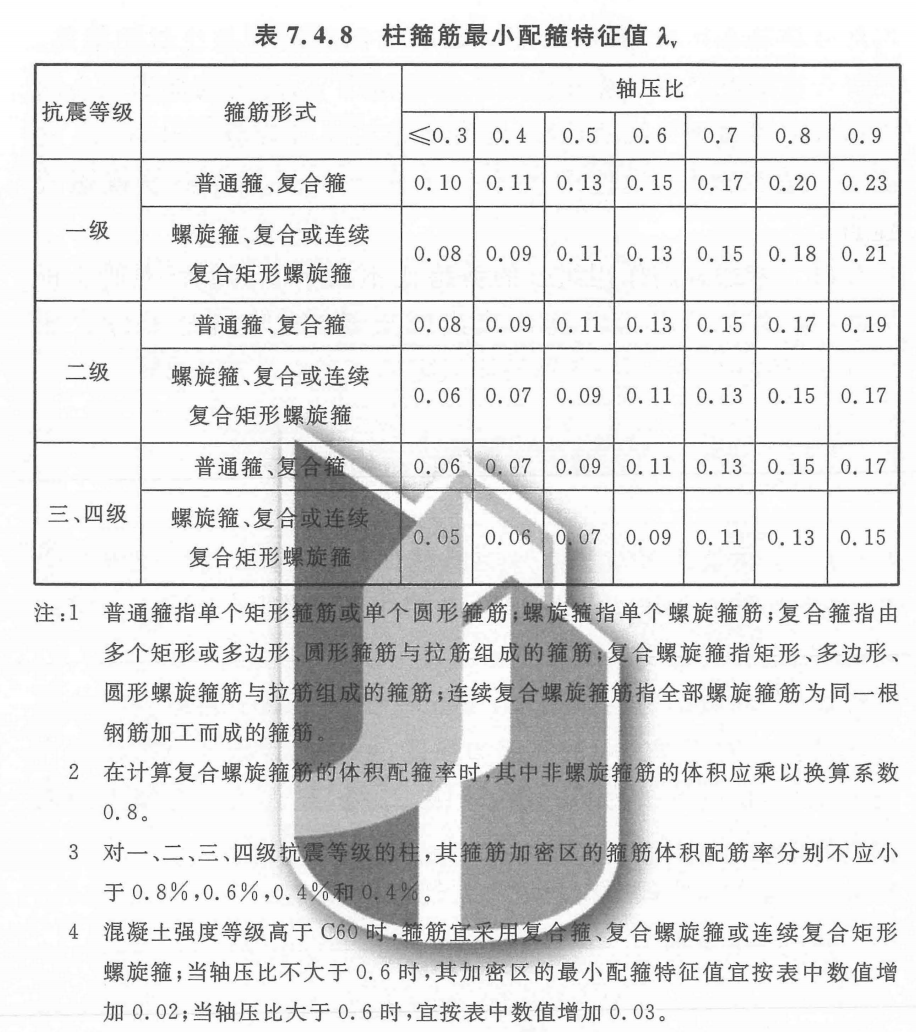 表 7.4.8 柱箍筋最小配箍特征值 λv
抗震等级 箍筋形式 轴压比
≤0.3 0.4 0.5 0.6 0.7 0.8 0.9
一级 普通箍、复合箍 0.10 0.11 0.13 0.15 0.17 0.20 0.23
螺旋箍、复合或连续
复合矩形螺旋箍 0.08 0.09 0.11 0.13 0.15 0.18 0.21
二级 普通箍、复合箍 0.08 0.09 0.11 0.13 0.15 0.17 0.19
螺旋箍、复合或连续
复合矩形螺旋箍 0.06 0.07 0.09 0.11 0.13 0.15 0.17
三、四级 普通箍、复合箍 0.06 0.07 0.09 0.11 0.13 0.15 0.17
螺旋箍、复合或连续
复合矩形螺旋箍 0.05 0.06 0.07 0.09 0.11 0.13 0.15
注:1 普通箍指单个矩形箍筋或单个圆形箍筋;螺旋箍指单个螺旋箍筋;复合箍指由
多个矩形或多边形、圆形箍筋与拉筋组成的箍筋;复合螺旋箍指矩形、多边形、
圆形螺旋箍筋与拉筋组成的箍筋;连续复合螺旋箍筋指全部螺旋箍筋为同一根
钢筋加工而成的箍筋。
2 在计算复合螺旋箍筋的体积配箍率时,其中非螺旋箍筋的体积应乘以换算系数
0.8。
3 对一、二、三、四级抗震等级的柱,其箍筋加密区的箍筋体积配筋率分别不应小
于 0.8%,0.6%,0.4%和 0.4%。
4 混凝土强度等级高于 C60 时,箍筋宜采用复合箍、复合螺旋箍或连续复合矩形
螺旋箍;当轴压比不大于 0.6 时,其加密区的最小配箍特征值宜按表中数值增
加 0.02;当轴压比大于 0.6 时,宜按表中数值增加 0.03。